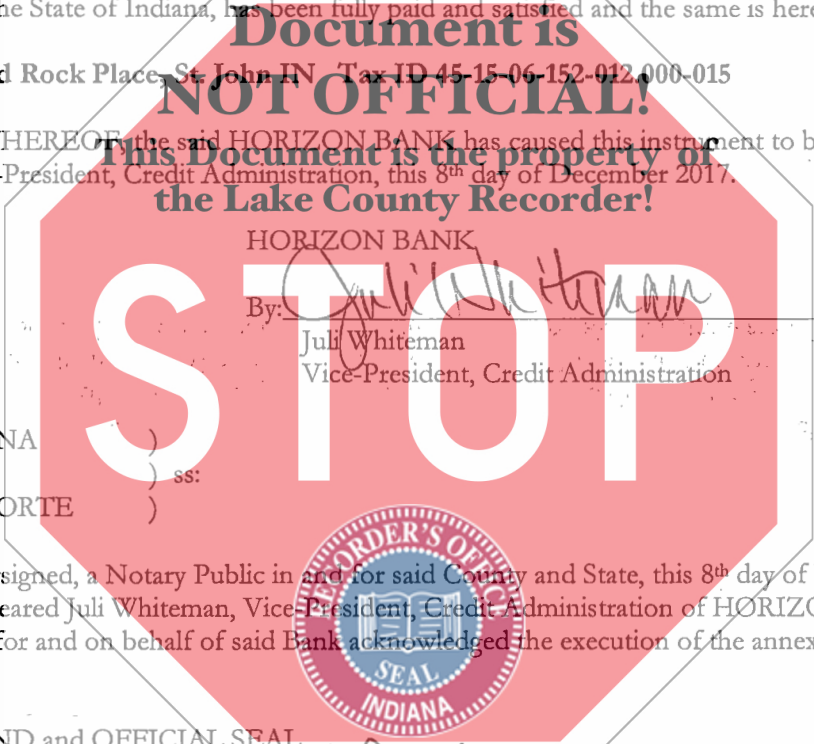 he State of Indiana, has been fully paid and satisfied and the same is here
Document is
d Rock Place, St. John IN Tax ID 45-15-06-152-012.000-015
NOT OFFICIAL!
HEREOF, the said HORIZON BANK has caused this instrument to b
This Document is the property of
-President, Credit Administration, this 8th day of December 2017.
the Lake County Recorder!
HORIZON BANK
STOP
By: Juli Whiteman
Juli Whiteman
Vice-President, Credit Administration
NA )
) ss:
ORTE )
RECORDER'S OFFICE
signed, a Notary Public in and for said County and State, this 8th day of
eared Juli Whiteman, Vice-President, Credit Administration of HORIZO
for and on behalf of said Bank acknowledged the execution of the annex
SEAL
INDIANA
ND and OFFICIAL SEAL